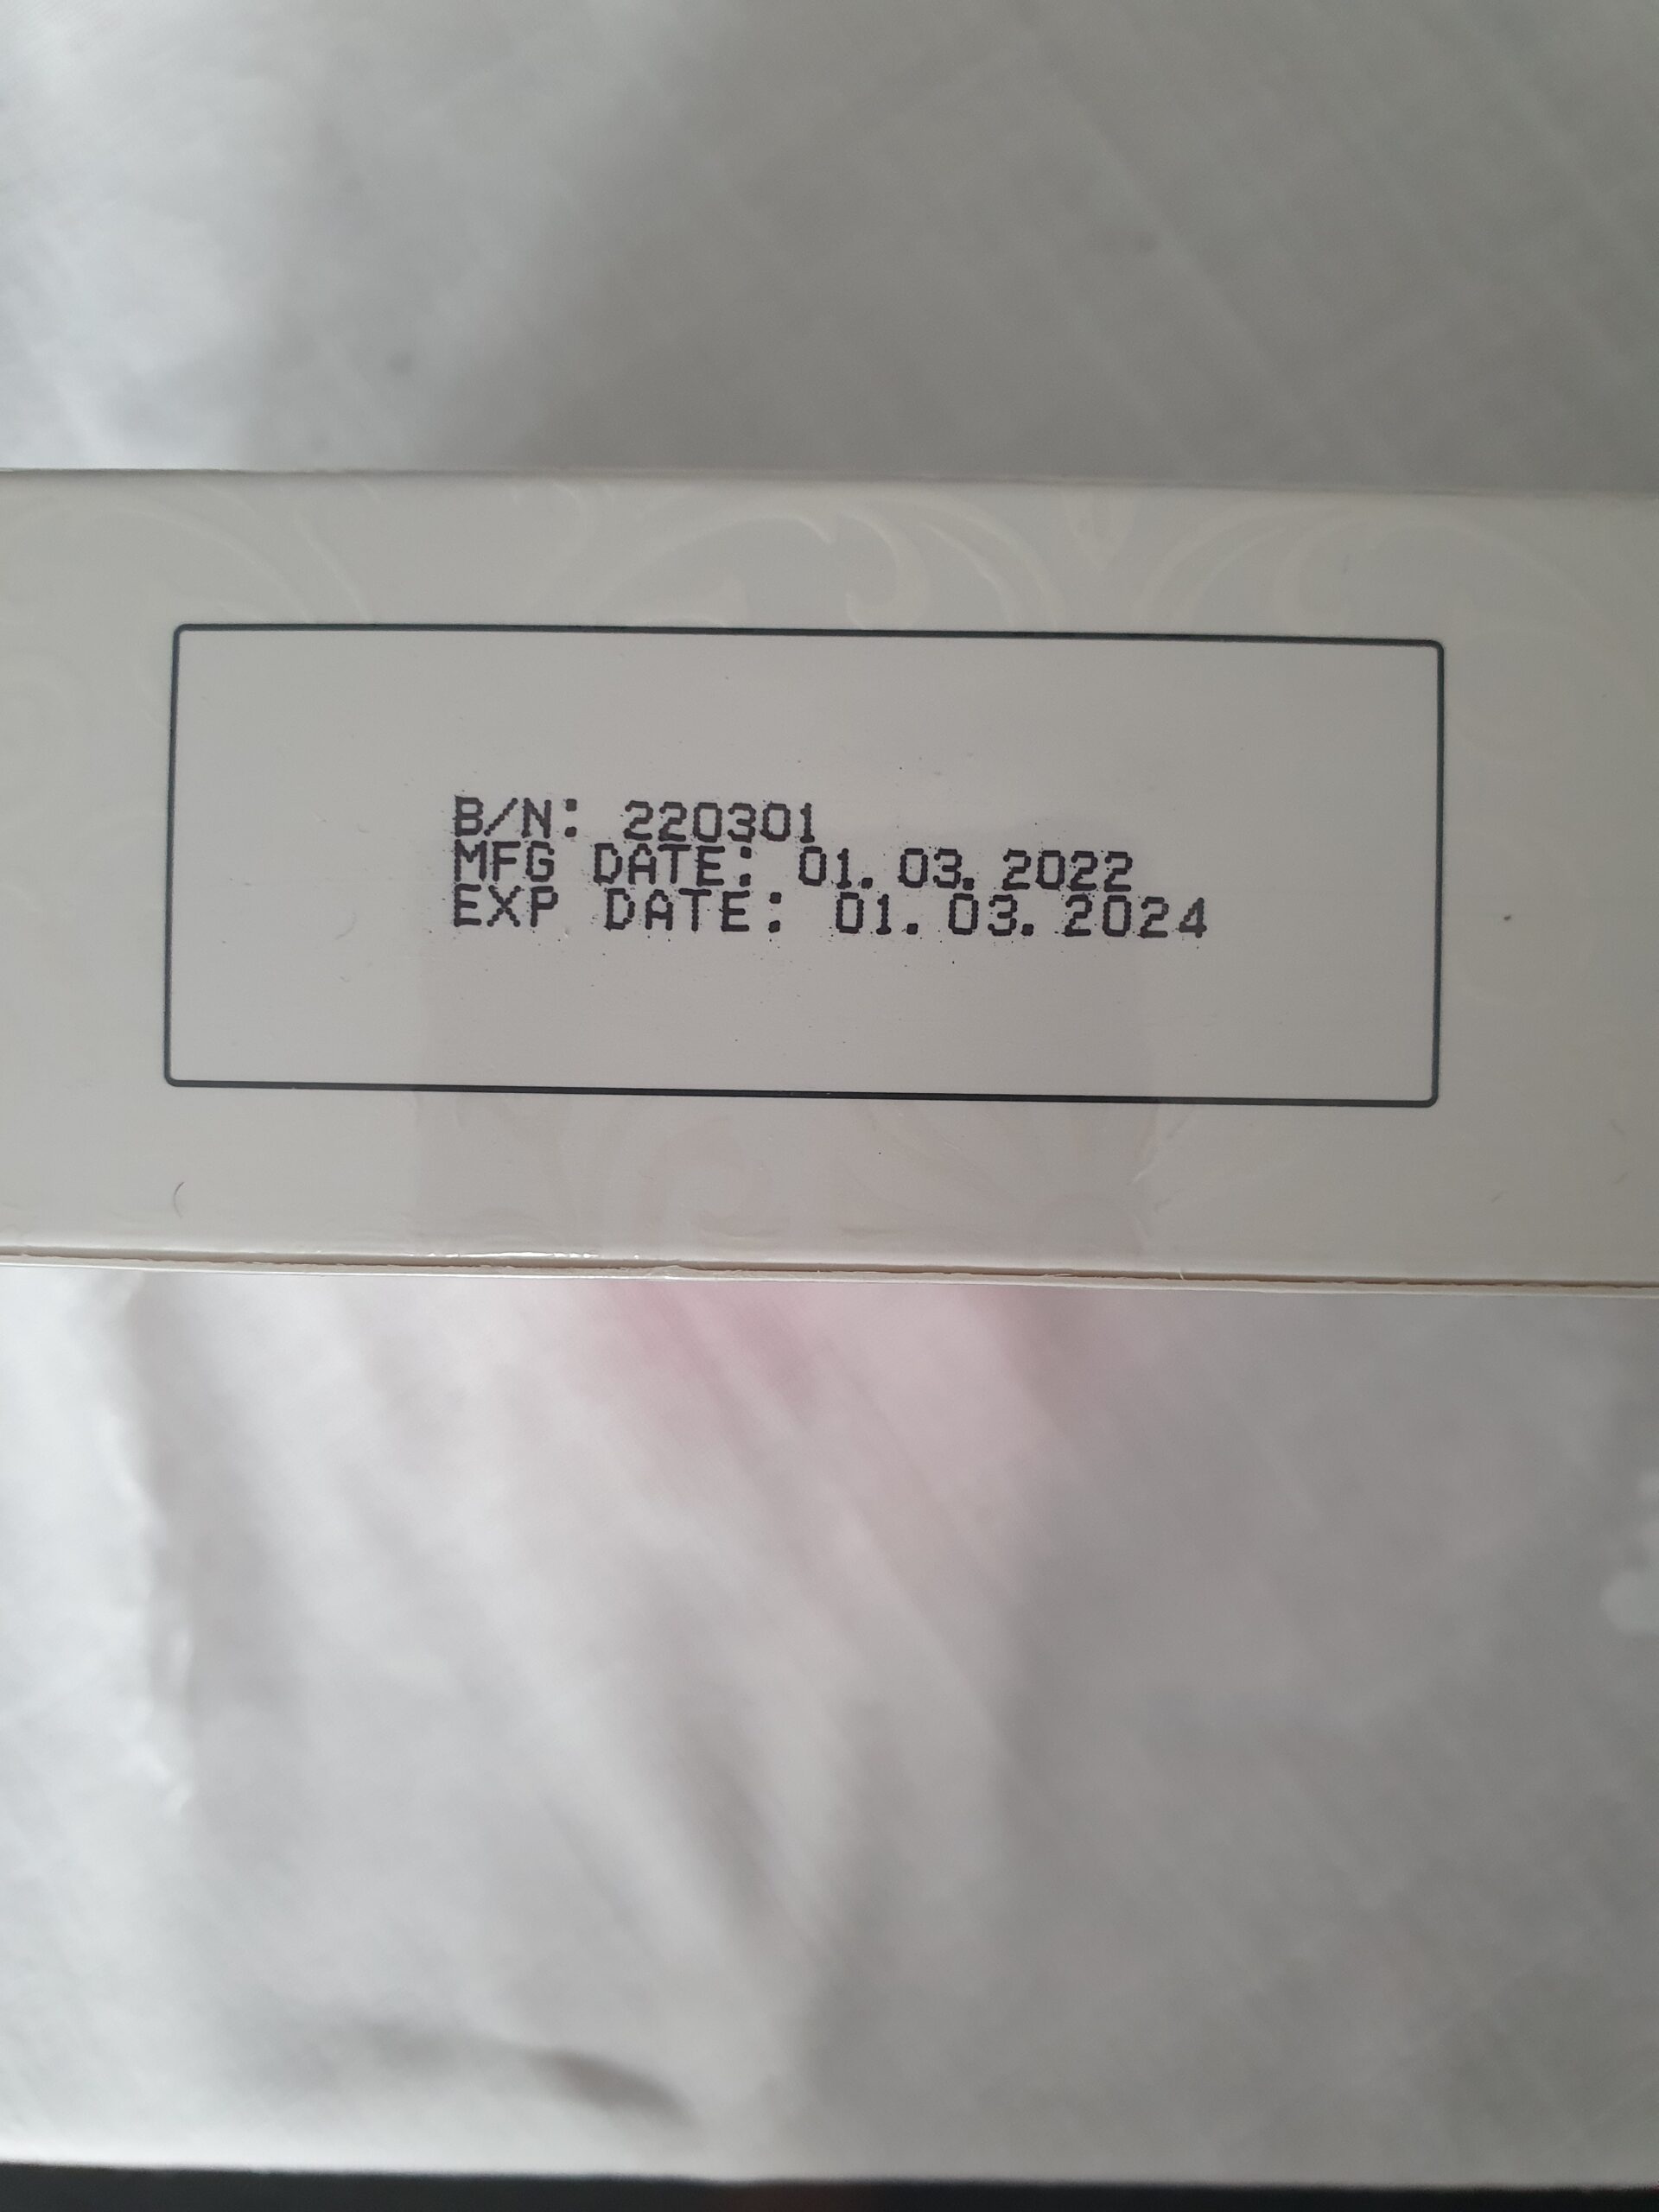 B/N: 220301
MFG DATE: 01.03.2022
EXP DATE: 01.03.2024